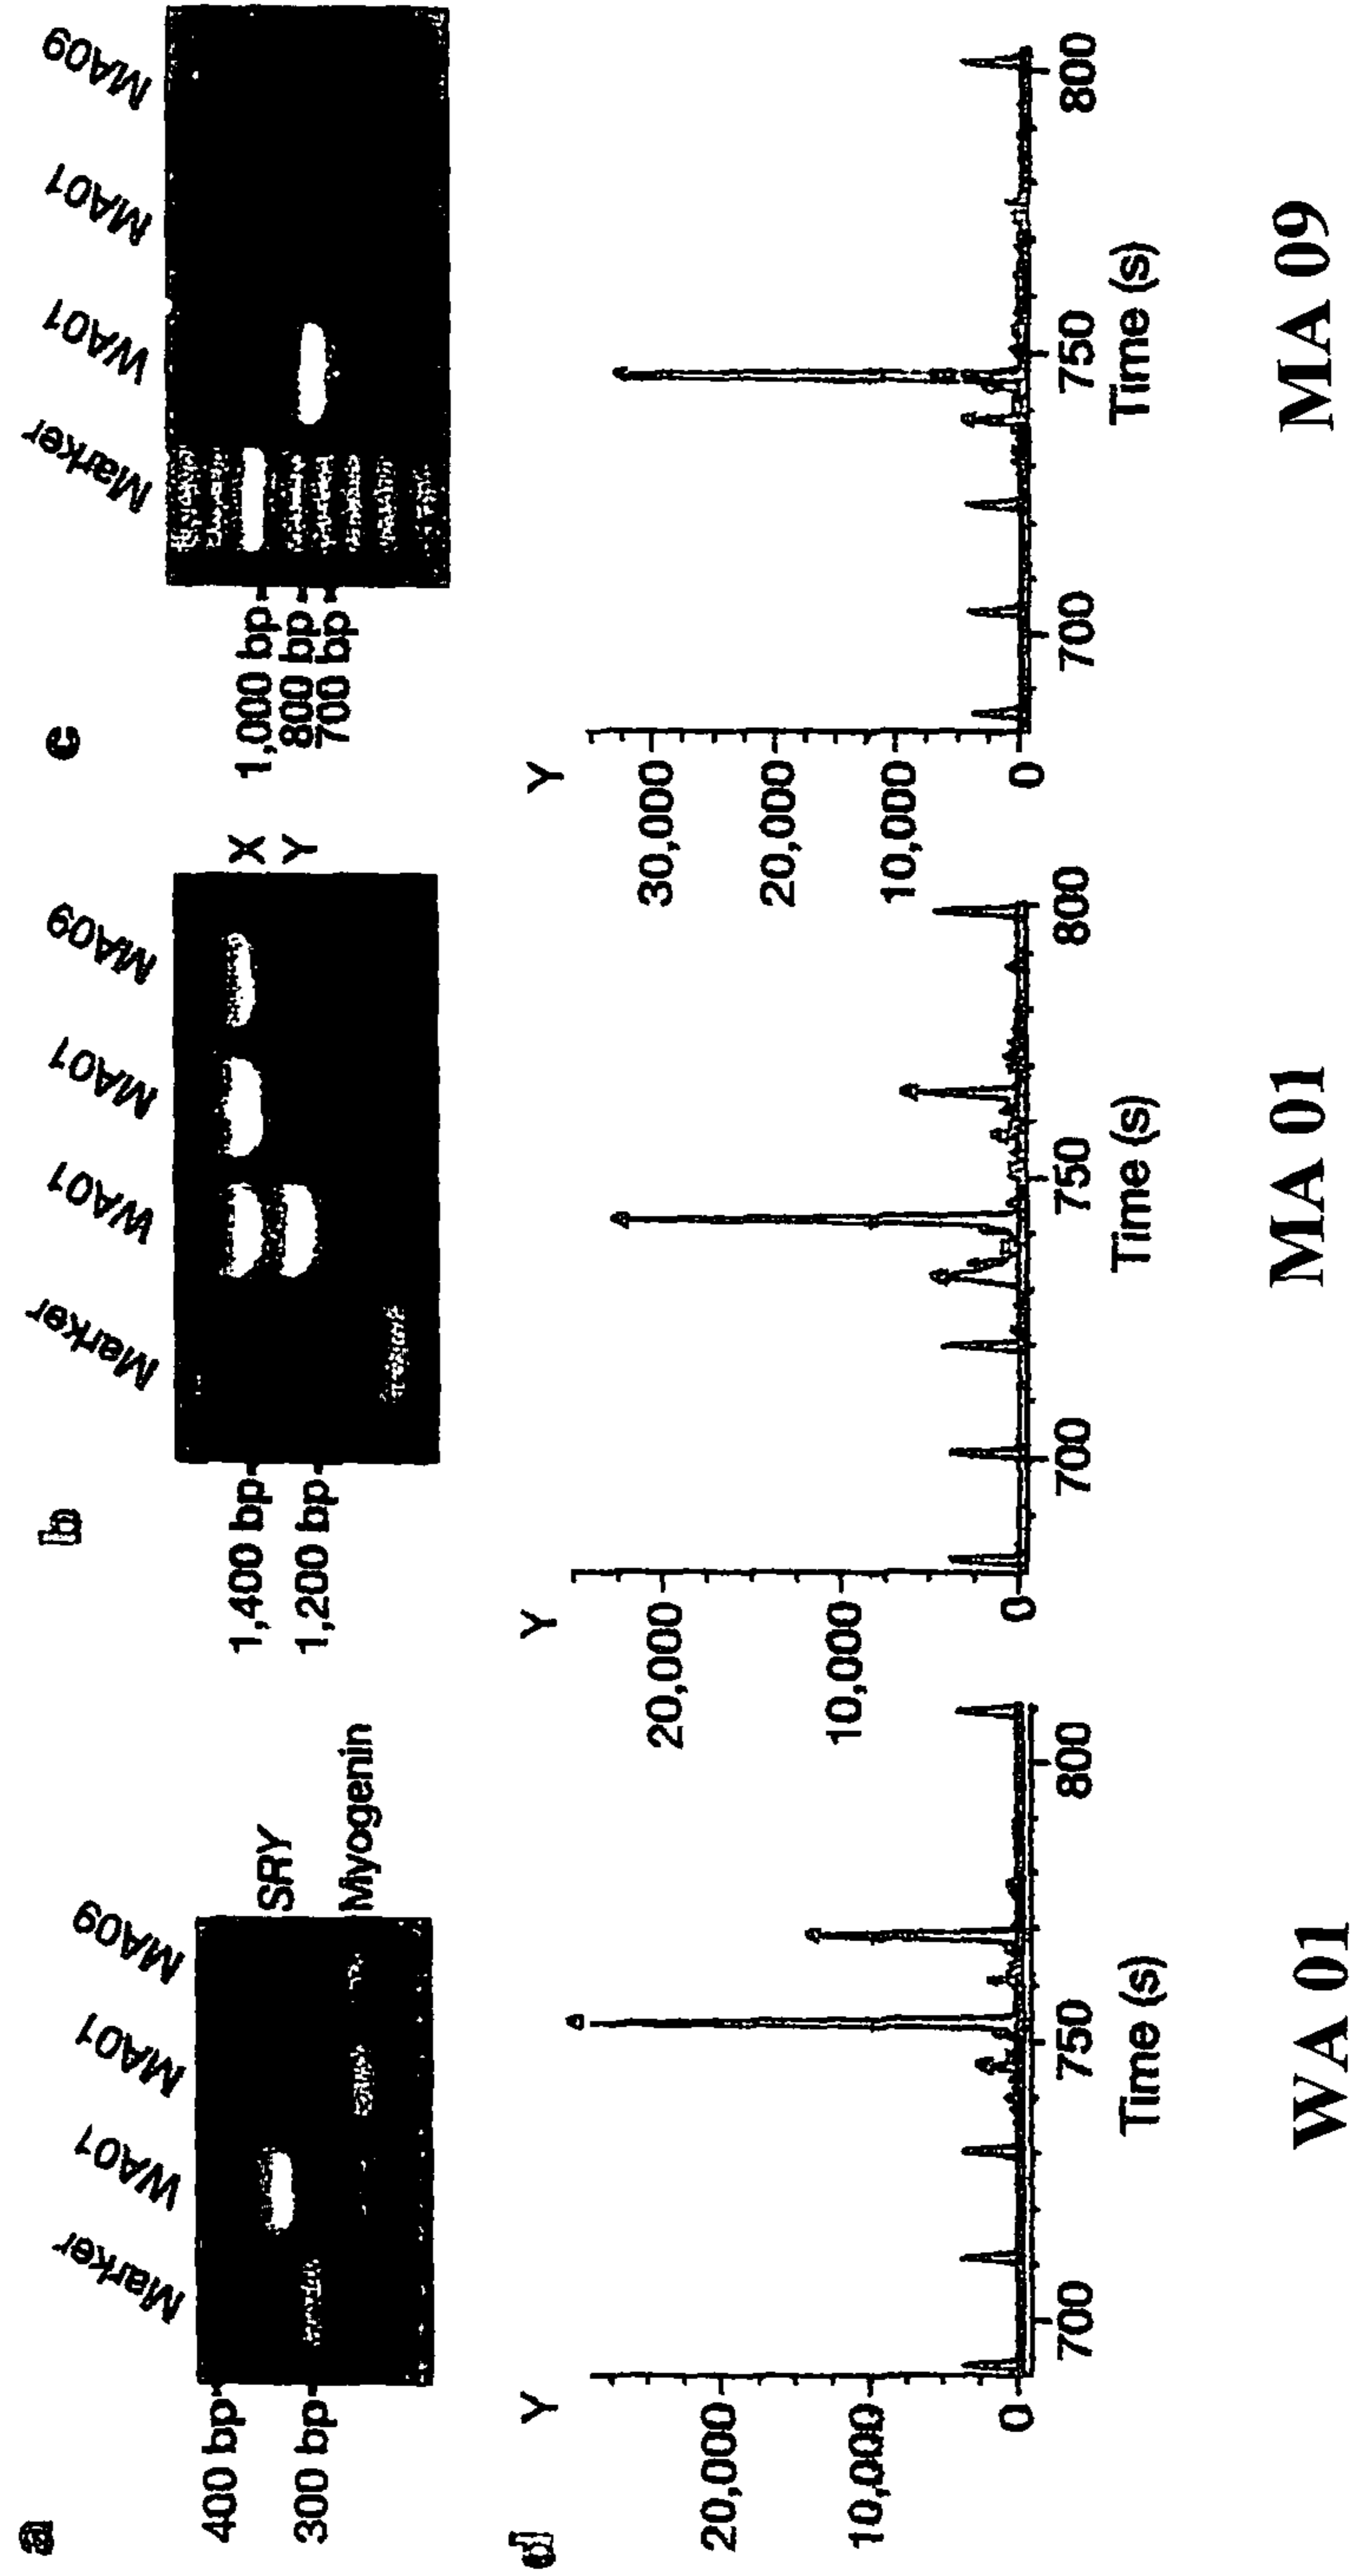 a
Marker
WA01
MA01
MA09
400 bp
300 bp
SRY
Myogenin
b
Marker
WA01
MA01
MA09
1,400 bp
1,200 bp
X
Y
c
Marker
WA01
MA01
MA09
1,000 bp
800 bp
700 bp
d
Y
20,000
10,000
0
700
750
800
Time (s)
Y
20,000
10,000
0
700
750
800
Time (s)
Y
30,000
20,000
10,000
0
700
750
800
Time (s)
WA 01
MA 01
MA 09